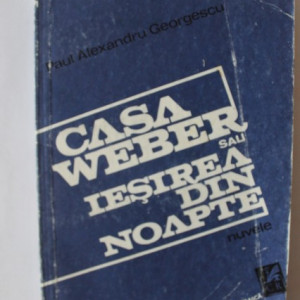 Paul Alexandru Georgescu
CASA
WEBER
SAU
IEȘIREA
DIN
NOAPTE
nuvele